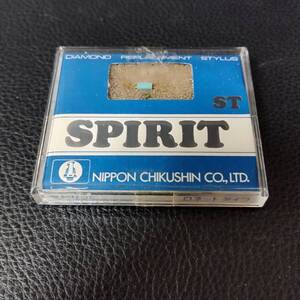 DIAMOND REPLACEMENT STYLUS
ST
SPIRIT
NIPPON CHIKUSHIN CO., LTD.